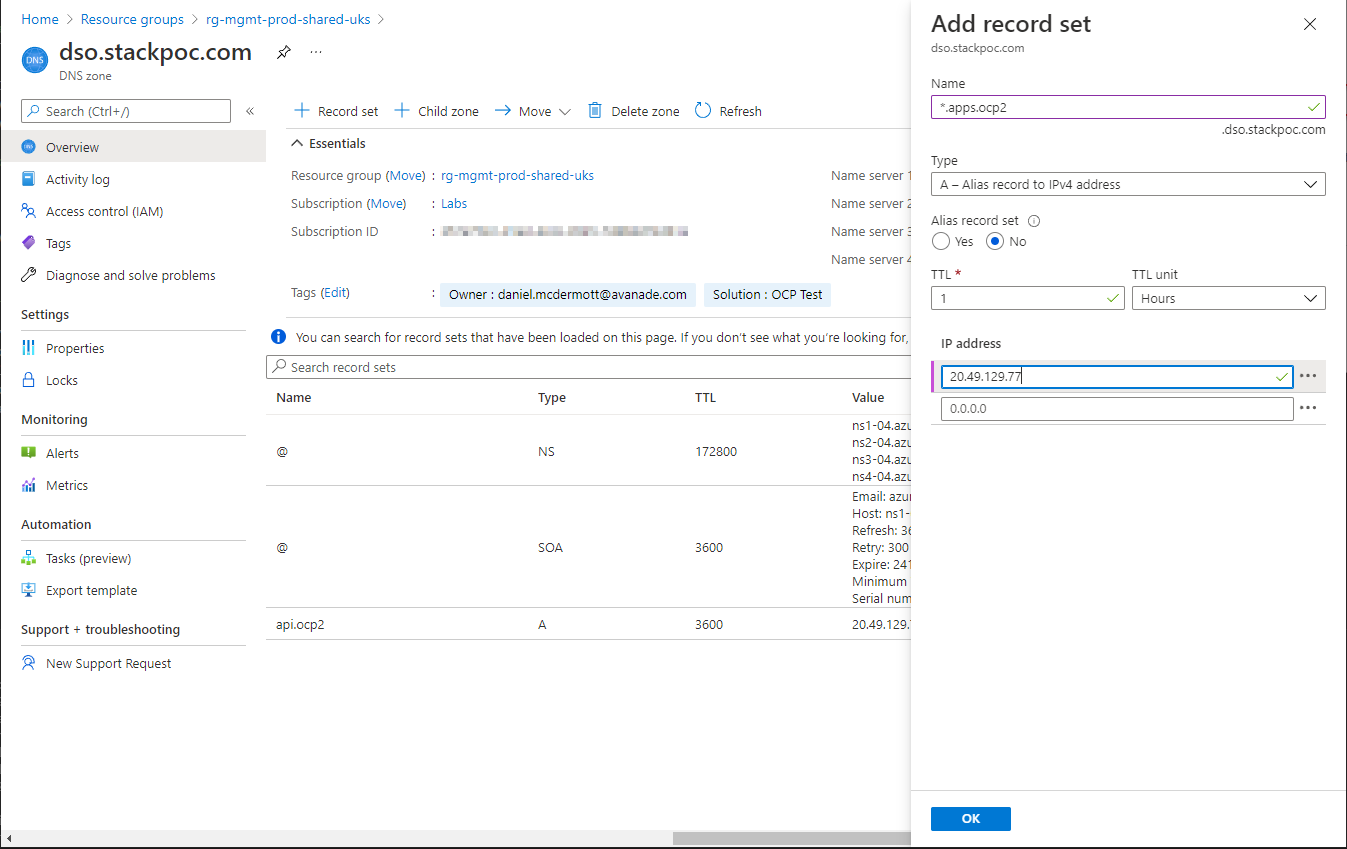 Home > Resource groups > rg-mgmt-prod-shared-uks >
DNS
dso.stackpoc.com
...
DNS zone
Search (Ctrl+/)
«
Overview
Activity log
Access control (IAM)
Tags
Diagnose and solve problems
Settings
Properties
Locks
Monitoring
Alerts
Metrics
Automation
Tasks (preview)
Export template
Support + troubleshooting
New Support Request
+ Record set + Child zone → Move Delete zone Refresh
Essentials
Resource group (Move) : rg-mgmt-prod-shared-uks
Subscription (Move) : Labs
Subscription ID :
Name server 1
Name server 2
Name server 3
Name server 4
Tags (Edit) : Owner : daniel.mcdermott@avanade.com Solution : OCP Test
You can search for record sets that have been loaded on this page. If you don't see what you're looking for,
Search record sets
Name Type TTL Value
@ NS 172800 ns1-04.azu
ns2-04.azu
ns3-04.azu
ns4-04.azu
@ SOA 3600 Email: azu
Host: ns1-
Refresh: 36
Retry: 300
Expire: 241
Minimum
Serial num
api.ocp2 A 3600 20.49.129.
Add record set
dso.stackpoc.com
Name
*.apps.ocp2
.dso.stackpoc.com
Type
A – Alias record to IPv4 address
Alias record set
Yes No
TTL * TTL unit
1 Hours
IP address
20.49.129.77
0.0.0.0
OK